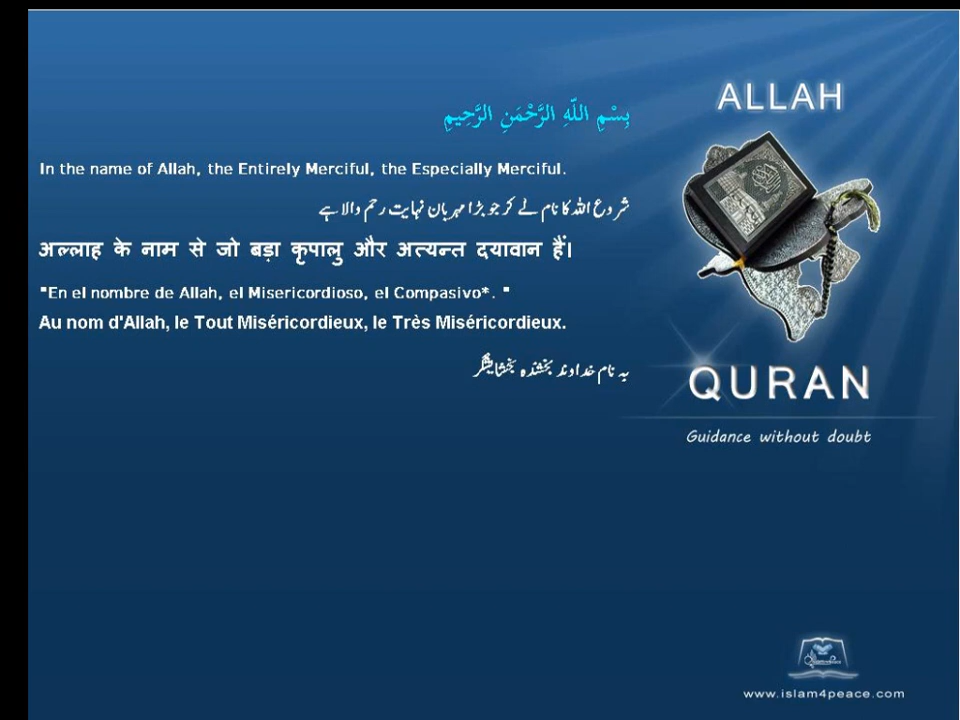 بِسْمِ اللّهِ الرَّحْمَنِ الرَّحِيمِ
In the name of Allah, the Entirely Merciful, the Especially Merciful.
شروع اللہ کا نام لے کر جو بڑا مہربان نہایت رحم والا ہے
अल्लाह के नाम से जो बड़ा कृपालु और अत्यन्त दयावान हैं।
"En el nombre de Allah, el Misericordioso, el Compasivo*. "
Au nom d'Allah, le Tout Miséricordieux, le Très Miséricordieux.
به نام خداوند بخشنده بخشایشگر
ALLAH
QURAN
Guidance without doubt
www.islam4peace.com